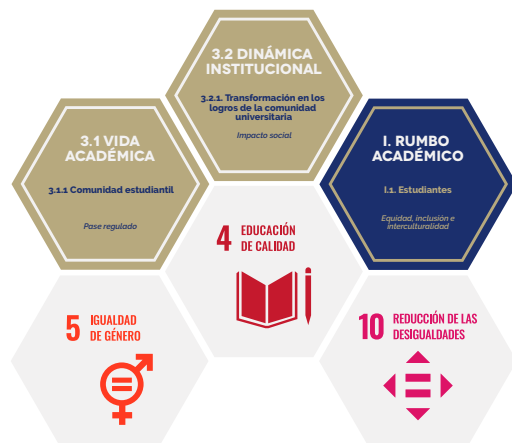 3.2 DINÁMICA
INSTITUCIONAL
3.2.1. Transformación en los
logros de la comunidad
universitaria
Impacto social
3.1 VIDA
ACADÉMICA
3.1.1 Comunidad estudiantil
Pase regulado
I. RUMBO
ACADÉMICO
I.1. Estudiantes
Equidad, inclusión e
interculturalidad
4 EDUCACIÓN
DE CALIDAD
5 IGUALDAD
DE GÉNERO
10 REDUCCIÓN DE LAS
DESIGUALDADES